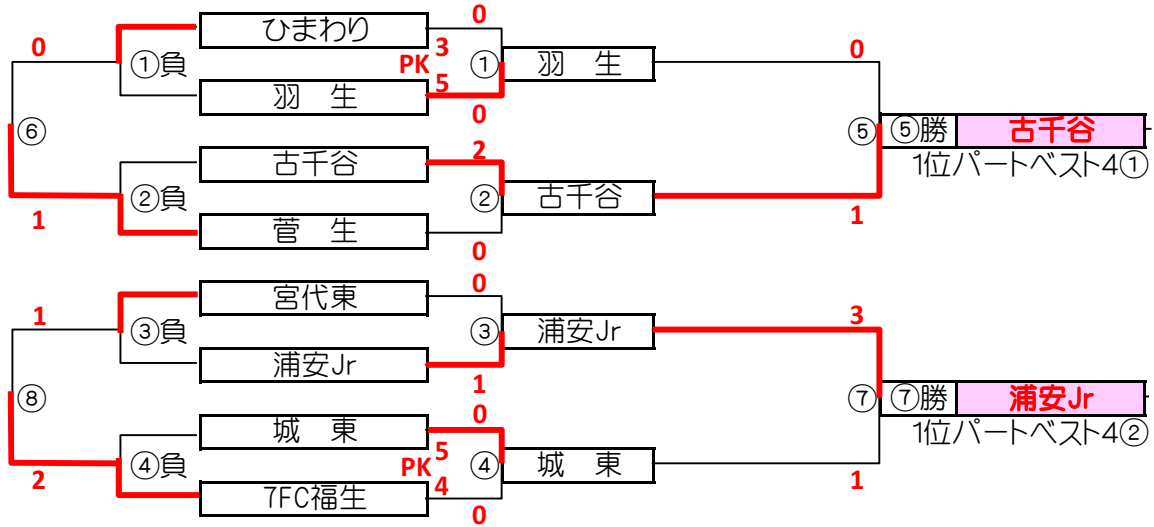 ひまわり
0
0
3
PK
①負
①
羽　生
0
羽　生
5
0
⑥
⑤
⑤勝
古千谷
1位パートベスト4①
古千谷
2
②負
②
古千谷
1
菅　生
1
0
宮代東
0
1
③負
③
浦安Jr
3
浦安Jr
1
⑧
⑦
⑦勝
浦安Jr
1位パートベスト4②
城　東
0
5
PK
④負
④
城　東
4
2
1
7FC福生
0